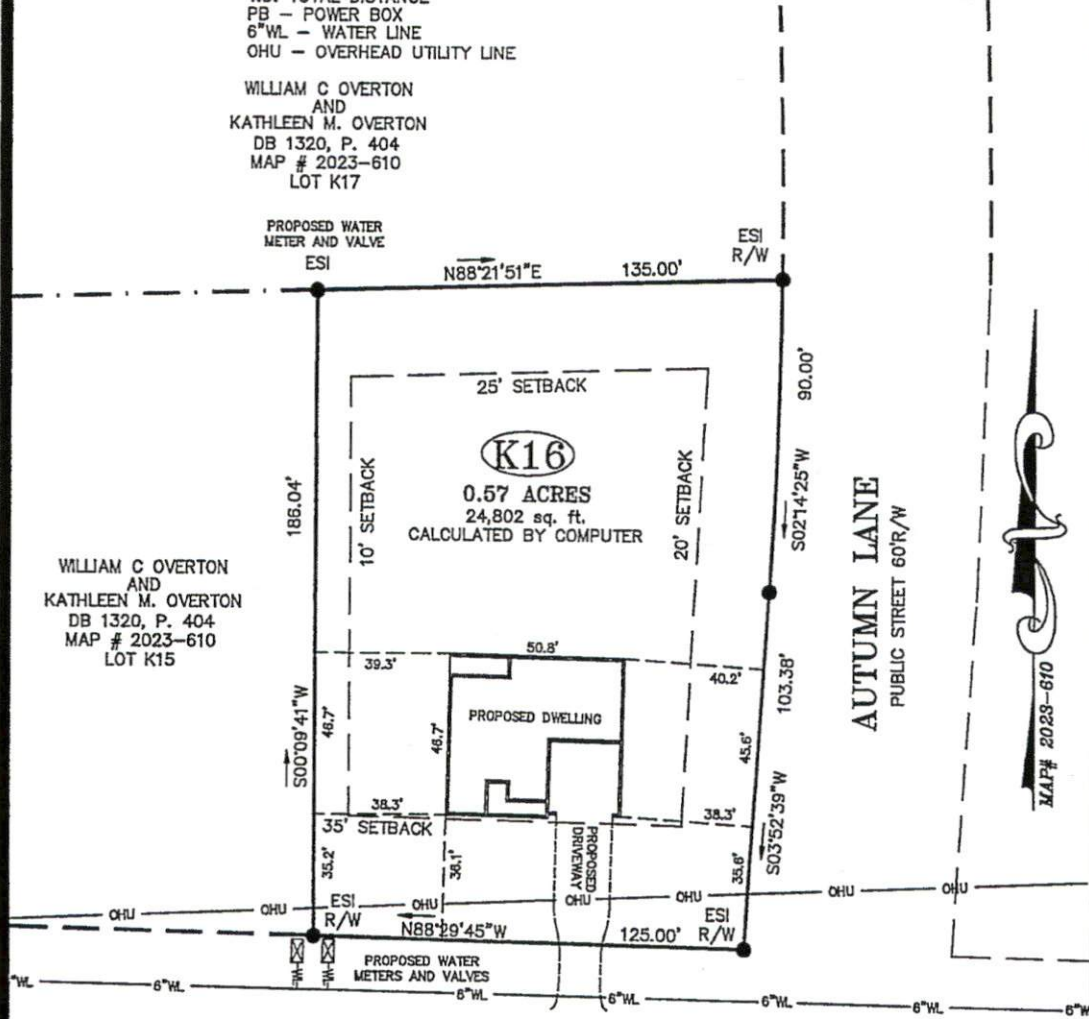 PB – POWER BOX
6"WL – WATER LINE
OHU – OVERHEAD UTILITY LINE
WILLIAM C OVERTON
AND
KATHLEEN M. OVERTON
DB 1320, P. 404
MAP # 2023-610
LOT K17
PROPOSED WATER
METER AND VALVE
ESI
N88°21'51"E
135.00'
ESI
R/W
90.00'
25' SETBACK
K16
0.57 ACRES
24,802 sq. ft.
CALCULATED BY COMPUTER
10' SETBACK
20' SETBACK
186.04'
S02°14'25"W
AUTUMN LANE
PUBLIC STREET 60'R/W
WILLIAM C OVERTON
AND
KATHLEEN M. OVERTON
DB 1320, P. 404
MAP # 2023-610
LOT K15
39.3'
50.8'
40.2'
103.38'
PROPOSED DWELLING
46.7'
46.7'
45.6'
S00°09'41"W
S03°52'39"W
MAP# 2023-610
38.3'
38.3'
35' SETBACK
35.2'
36.1'
PROPOSED
DRIVEWAY
35.6'
OHU
OHU
OHU
OHU
OHU
OHU
OHU
ESI
R/W
N88°29'45"W
125.00'
ESI
R/W
PROPOSED WATER
METERS AND VALVES
W
W
"WL
6"WL
6"WL
6"WL
6"WL
6"WL
6"W